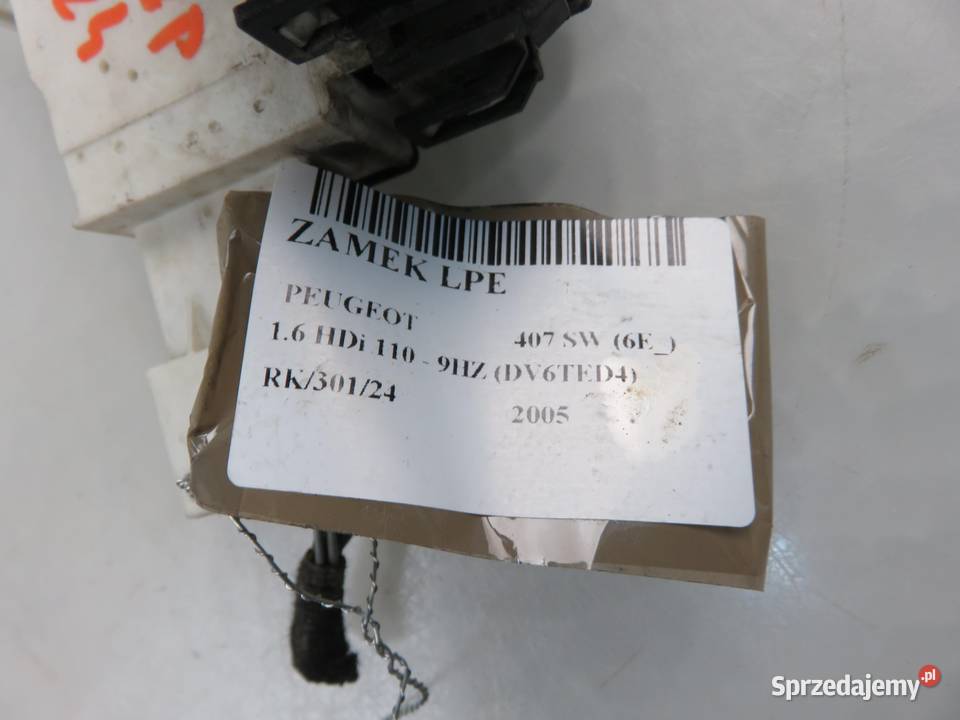 ZAMEK LPE
PEUGEOT 407 SW (6E_)
1.6 HDi 110 - 9HZ (DV6TED4)
RK/301/24 2005
Sprzedajemy.pl